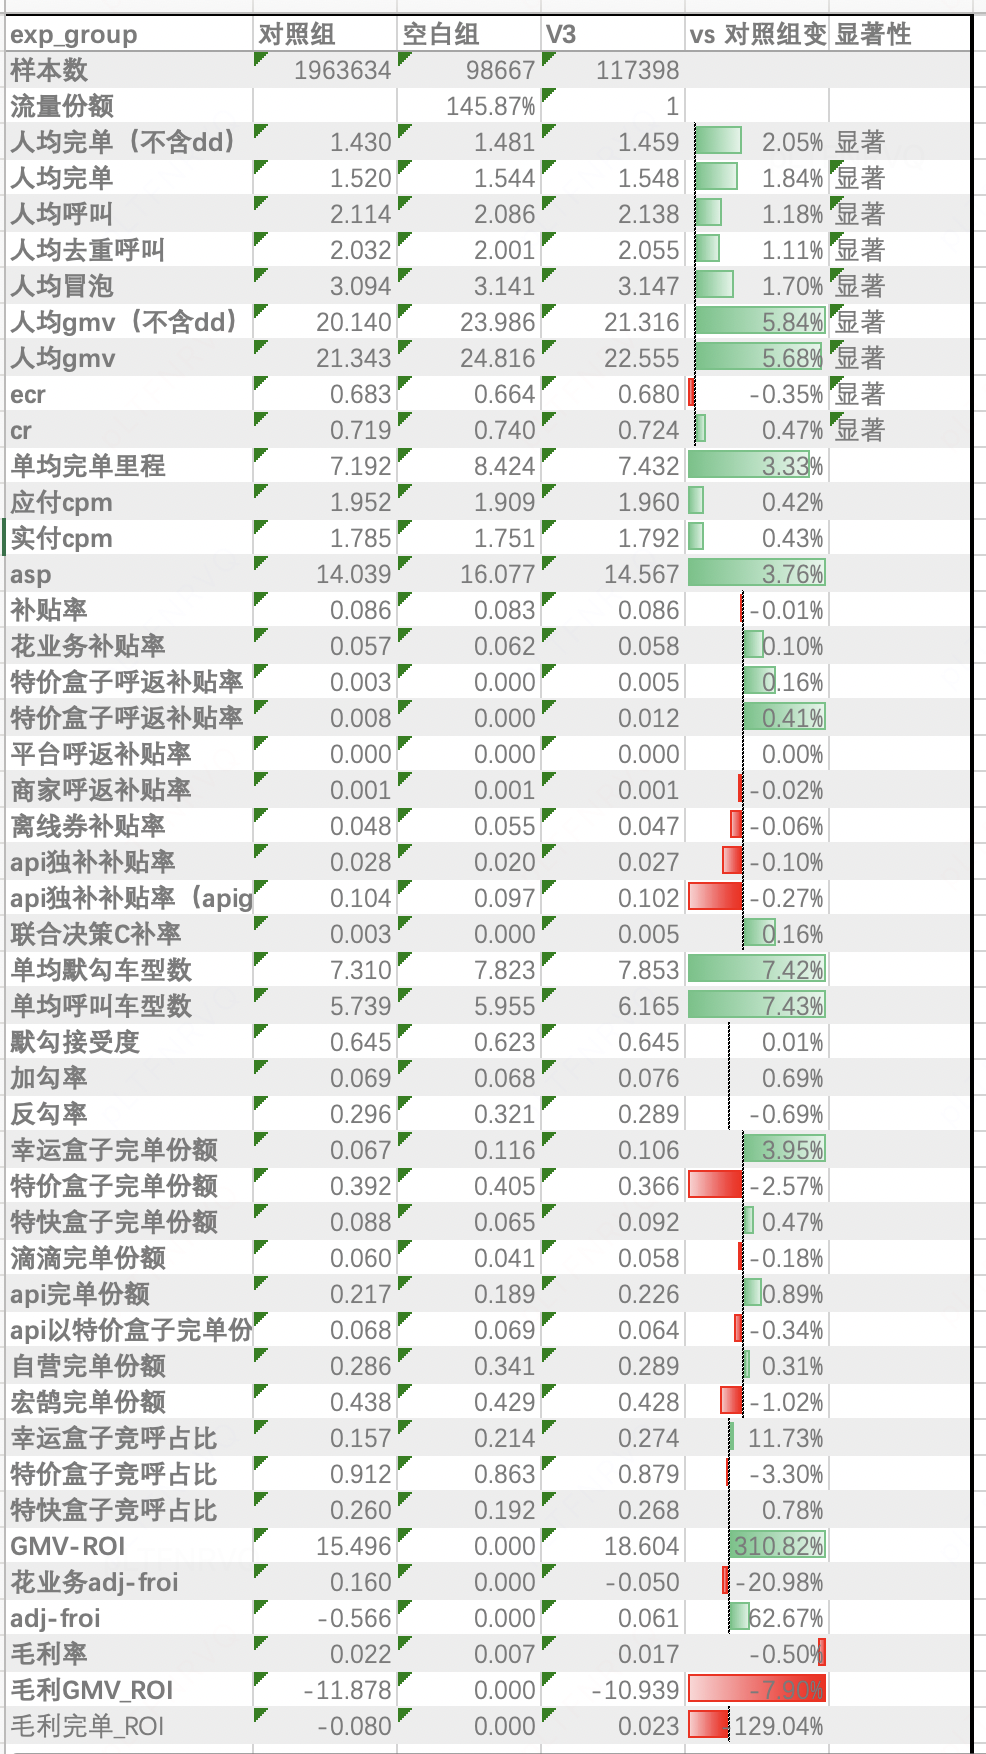 exp_group 对照组 空白组 V3 vs 对照组变 显著性
样本数 1963634 98667 117398
流量份额 145.87% 1
人均完单（不含dd） 1.430 1.481 1.459 2.05% 显著
人均完单 1.520 1.544 1.548 1.84% 显著
人均呼叫 2.114 2.086 2.138 1.18% 显著
人均去重呼叫 2.032 2.001 2.055 1.11% 显著
人均冒泡 3.094 3.141 3.147 1.70% 显著
人均gmv（不含dd） 20.140 23.986 21.316 5.84% 显著
人均gmv 21.343 24.816 22.555 5.68% 显著
ecr 0.683 0.664 0.680 -0.35% 显著
cr 0.719 0.740 0.724 0.47% 显著
单均完单里程 7.192 8.424 7.432 3.33%
应付cpm 1.952 1.909 1.960 0.42%
实付cpm 1.785 1.751 1.792 0.43%
asp 14.039 16.077 14.567 3.76%
补贴率 0.086 0.083 0.086 -0.01%
花业务补贴率 0.057 0.062 0.058 0.10%
特价盒子呼返补贴率 0.003 0.000 0.005 0.16%
特价盒子呼返补贴率 0.008 0.000 0.012 0.41%
平台呼返补贴率 0.000 0.000 0.000 0.00%
商家呼返补贴率 0.001 0.001 0.001 -0.02%
离线券补贴率 0.048 0.055 0.047 -0.06%
api独补补贴率 0.028 0.020 0.027 -0.10%
api独补补贴率（apig 0.104 0.097 0.102 -0.27%
联合决策C补率 0.003 0.000 0.005 0.16%
单均默勾车型数 7.310 7.823 7.853 7.42%
单均呼叫车型数 5.739 5.955 6.165 7.43%
默勾接受度 0.645 0.623 0.645 0.01%
加勾率 0.069 0.068 0.076 0.69%
反勾率 0.296 0.321 0.289 -0.69%
幸运盒子完单份额 0.067 0.116 0.106 3.95%
特价盒子完单份额 0.392 0.405 0.366 -2.57%
特快盒子完单份额 0.088 0.065 0.092 0.47%
滴滴完单份额 0.060 0.041 0.058 -0.18%
api完单份额 0.217 0.189 0.226 0.89%
api以特价盒子完单份 0.068 0.069 0.064 -0.34%
自营完单份额 0.286 0.341 0.289 0.31%
宏鹄完单份额 0.438 0.429 0.428 -1.02%
幸运盒子竞呼占比 0.157 0.214 0.274 11.73%
特价盒子竞呼占比 0.912 0.863 0.879 -3.30%
特快盒子竞呼占比 0.260 0.192 0.268 0.78%
GMV-ROI 15.496 0.000 18.604 310.82%
花业务adj-froi 0.160 0.000 -0.050 -20.98%
adj-froi -0.566 0.000 0.061 62.67%
毛利率 0.022 0.007 0.017 -0.50%
毛利GMV_ROI -11.878 0.000 -10.939 -7.90%
毛利完单_ROI -0.080 0.000 0.023 -129.04%